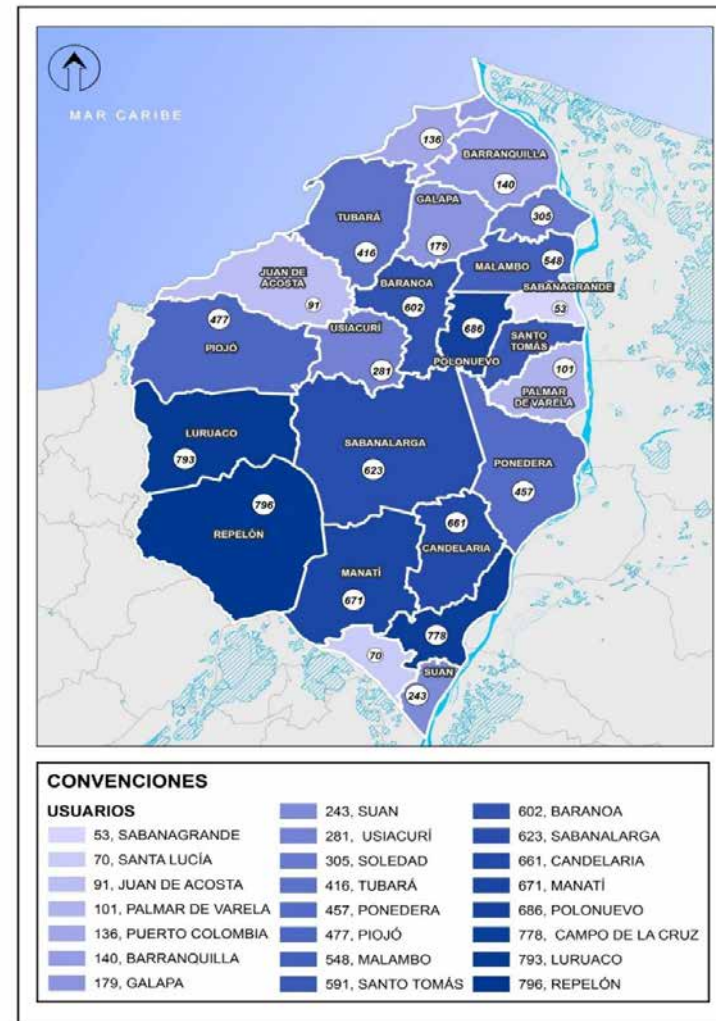 MAR CARIBE
136
BARRANQUILLA
140
GALAPA
179
305
TUBARÁ
416
MALAMBO
548
JUAN DE
ACOSTA
91
BARANOA
602
SABANAGRANDE
53
477
PIOJÓ
USIACURÍ
281
686
POLONUEVO
SANTO
TOMÁS
101
PALMAR
DE VARELA
LURUACO
793
SABANALARGA
623
PONEDERA
457
796
REPELÓN
661
CANDELARIA
MANATÍ
671
778
70
SUAN
243
CONVENCIONES
USUARIOS
53, SABANAGRANDE
70, SANTA LUCÍA
91, JUAN DE ACOSTA
101, PALMAR DE VARELA
136, PUERTO COLOMBIA
140, BARRANQUILLA
179, GALAPA
243, SUAN
281, USIACURÍ
305, SOLEDAD
416, TUBARÁ
457, PONEDERA
477, PIOJÓ
548, MALAMBO
591, SANTO TOMÁS
602, BARANOA
623, SABANALARGA
661, CANDELARIA
671, MANATÍ
686, POLONUEVO
778, CAMPO DE LA CRUZ
793, LURUACO
796, REPELÓN